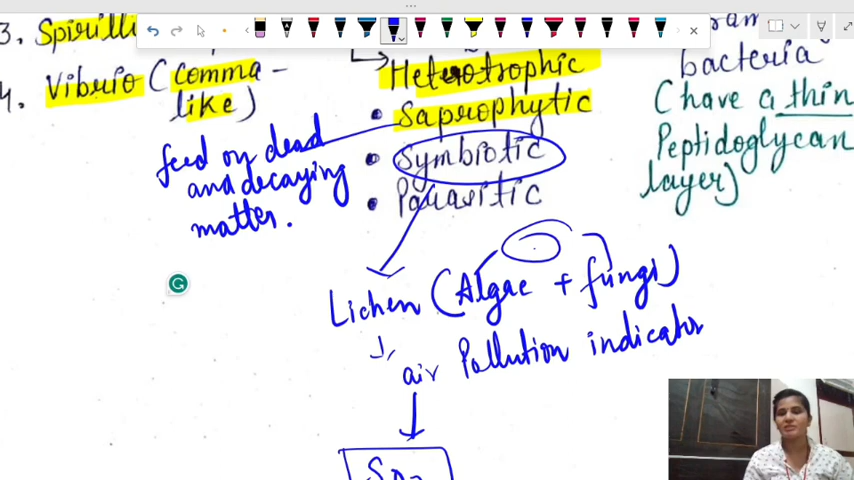 3. Spirilli
4. Vibrio (comma-
like)
Heterotrophic
• Saprophytic
• Symbiotic
• Parasitic
feed on dead
and decaying
matter.
bacteria
(have a thin
Peptidoglycan
layer)
Lichen (Algae + fungi)
air Pollution indicator